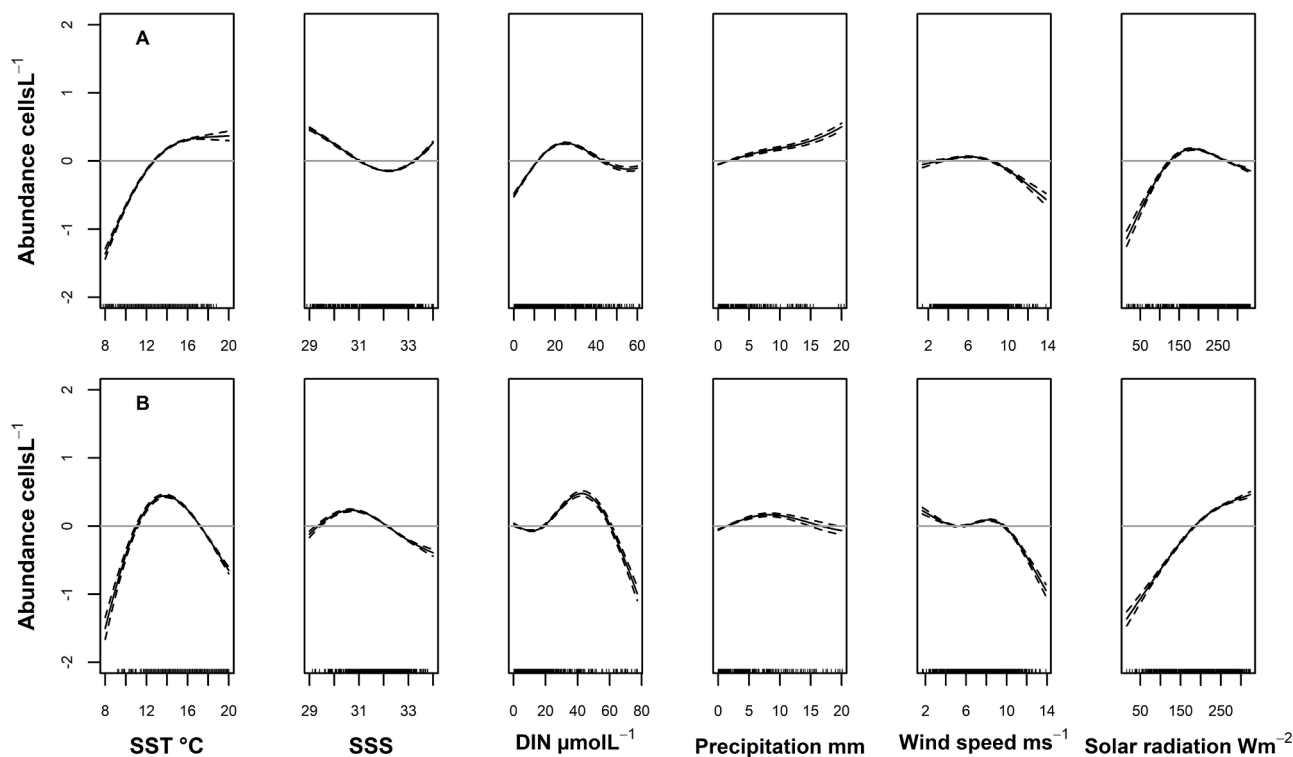 A
Abundance cellsL⁻¹
2
1
0
-1
-2
8 12 16 20
29 31 33
0 20 40 60
0 5 10 15 20
2 6 10 14
50 150 250
B
Abundance cellsL⁻¹
2
1
0
-1
-2
8 12 16 20
29 31 33
0 20 40 60 80
0 5 10 15 20
2 6 10 14
50 150 250
SST °C
SSS
DIN µmolL⁻¹
Precipitation mm
Wind speed ms⁻¹
Solar radiation Wm⁻²